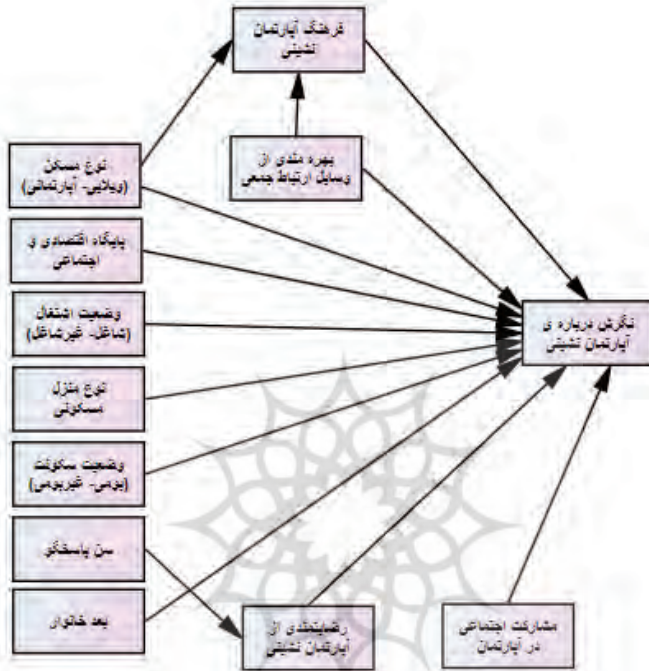 فرهنگ آپارتمان
نشینی
بهره مندی از
وسایل ارتباط جمعی
نوع مسکن
(ویلایی- آپارتمانی)
پایگاه اقتصادی و
اجتماعی
وضعیت اشتغال
(شاغل- غیرشاغل)
نوع منزل
مسکونی
وضعیت سکونت
(بومی- غیربومی)
سن پاسخگو
بعد خانوار
نگرش درباره ی
آپارتمان نشینی
رضایتمندی از
آپارتمان نشینی
مشارکت اجتماعی
در آپارتمان